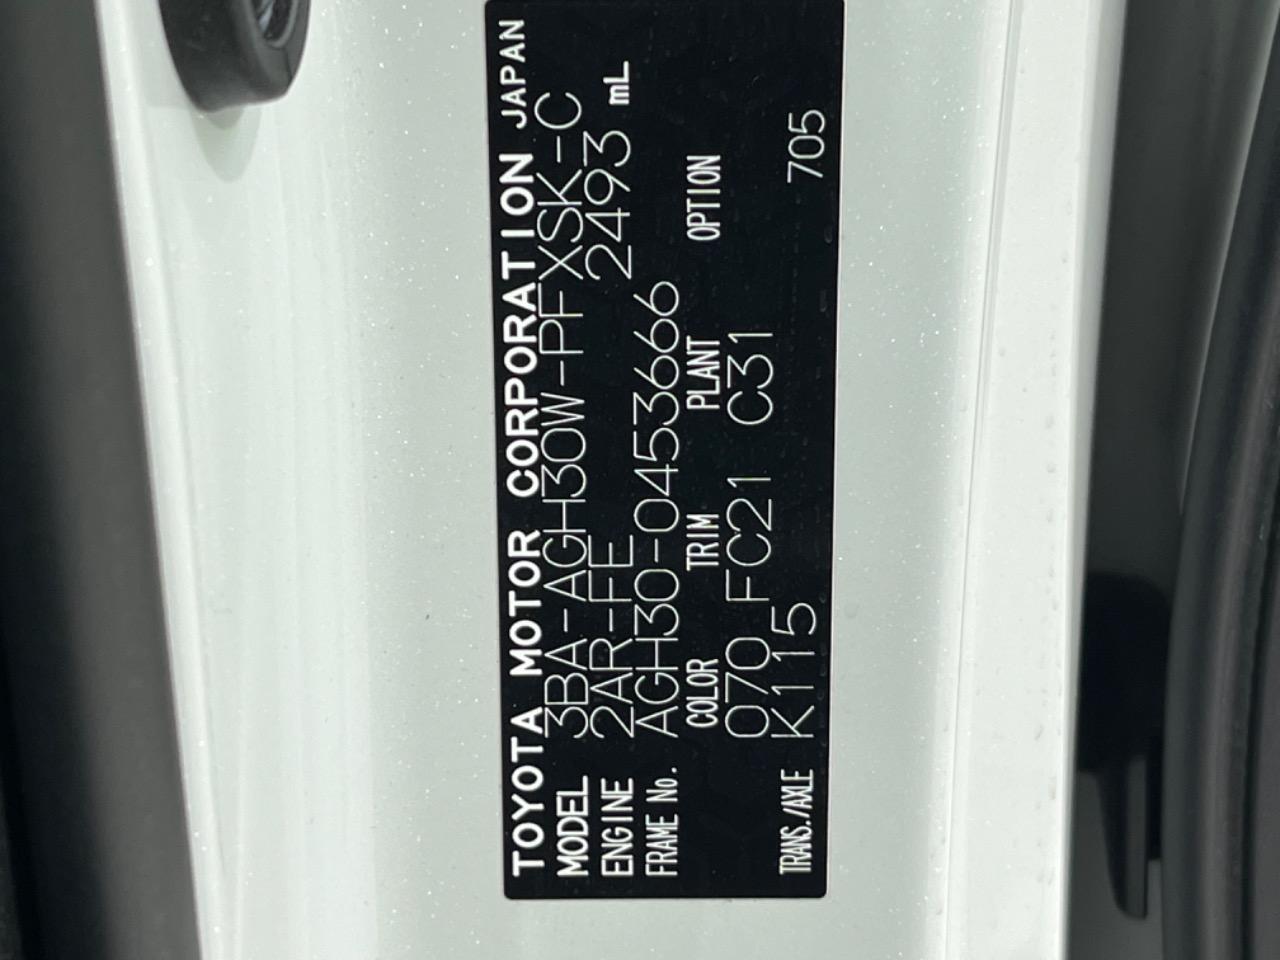 TOYOTA MOTOR CORPORATION JAPAN
MODEL 3BA-AGH30W-PFXSK-C
ENGINE 2AR-FE 2493 mL
FRAME No. AGH30-0453666
COLOR TRIM PLANT OPTION
070 FC21 C31
TRANS./AXLE K115 705